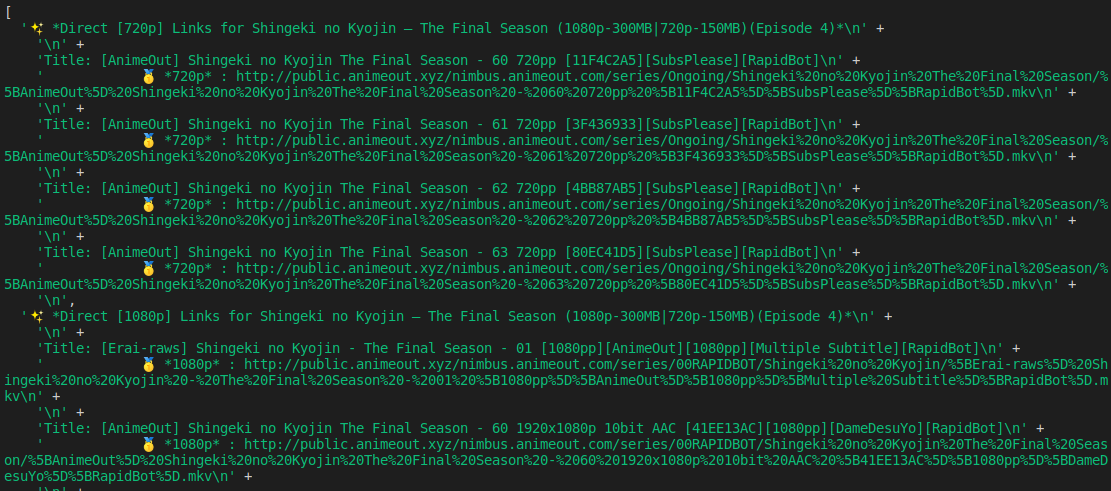 [
'✨ *Direct [720p] Links for Shingeki no Kyojin – The Final Season (1080p-300MB|720p-150MB)(Episode 4)*\n' +
'\n' +
'Title: [AnimeOut] Shingeki no Kyojin The Final Season - 60 720pp [11F4C2A5][SubsPlease][RapidBot]\n' +
' 🥇 *720p* : http://public.animeout.xyz/nimbus.animeout.com/series/Ongoing/Shingeki%20no%20Kyojin%20The%20Final%20Season/%
5BAnimeOut%5D%20Shingeki%20no%20Kyojin%20The%20Final%20Season%20-%2060%20720pp%20%5B11F4C2A5%5D%5BSubsPlease%5D%5BRapidBot%5D.mkv\n' +
'\n' +
'Title: [AnimeOut] Shingeki no Kyojin The Final Season - 61 720pp [3F436933][SubsPlease][RapidBot]\n' +
' 🥇 *720p* : http://public.animeout.xyz/nimbus.animeout.com/series/Ongoing/Shingeki%20no%20Kyojin%20The%20Final%20Season/%
5BAnimeOut%5D%20Shingeki%20no%20Kyojin%20The%20Final%20Season%20-%2061%20720pp%20%5B3F436933%5D%5BSubsPlease%5D%5BRapidBot%5D.mkv\n' +
'\n' +
'Title: [AnimeOut] Shingeki no Kyojin The Final Season - 62 720pp [4BB87AB5][SubsPlease][RapidBot]\n' +
' 🥇 *720p* : http://public.animeout.xyz/nimbus.animeout.com/series/Ongoing/Shingeki%20no%20Kyojin%20The%20Final%20Season/%
5BAnimeOut%5D%20Shingeki%20no%20Kyojin%20The%20Final%20Season%20-%2062%20720pp%20%5B4BB87AB5%5D%5BSubsPlease%5D%5BRapidBot%5D.mkv\n' +
'\n' +
'Title: [AnimeOut] Shingeki no Kyojin The Final Season - 63 720pp [80EC41D5][SubsPlease][RapidBot]\n' +
' 🥇 *720p* : http://public.animeout.xyz/nimbus.animeout.com/series/Ongoing/Shingeki%20no%20Kyojin%20The%20Final%20Season/%
5BAnimeOut%5D%20Shingeki%20no%20Kyojin%20The%20Final%20Season%20-%2063%20720pp%20%5B80EC41D5%5D%5BSubsPlease%5D%5BRapidBot%5D.mkv\n' +
'\n',
'✨ *Direct [1080p] Links for Shingeki no Kyojin – The Final Season (1080p-300MB|720p-150MB)(Episode 4)*\n' +
'\n' +
'Title: [Erai-raws] Shingeki no Kyojin - The Final Season - 01 [1080pp][AnimeOut][1080pp][Multiple Subtitle][RapidBot]\n' +
' 🥇 *1080p* : http://public.animeout.xyz/nimbus.animeout.com/series/00RAPIDBOT/Shingeki%20no%20Kyojin/%5BErai-raws%5D%20Sh
ingeki%20no%20Kyojin%20-%20The%20Final%20Season%20-%2001%20%5B1080pp%5D%5BAnimeOut%5D%5B1080pp%5D%5BMultiple%20Subtitle%5D%5BRapidBot%5D.m
kv\n' +
'\n' +
'Title: [AnimeOut] Shingeki no Kyojin The Final Season - 60 1920x1080p 10bit AAC [41EE13AC][1080pp][DameDesuYo][RapidBot]\n' +
' 🥇 *1080p* : http://public.animeout.xyz/nimbus.animeout.com/series/00RAPIDBOT/Shingeki%20no%20Kyojin%20The%20Final%20Seas
on/%5BAnimeOut%5D%20Shingeki%20no%20Kyojin%20The%20Final%20Season%20-%2060%201920x1080p%2010bit%20AAC%20%5B41EE13AC%5D%5B1080pp%5D%5BDameD
esuYo%5D%5BRapidBot%5D.mkv\n' +
'\n' +